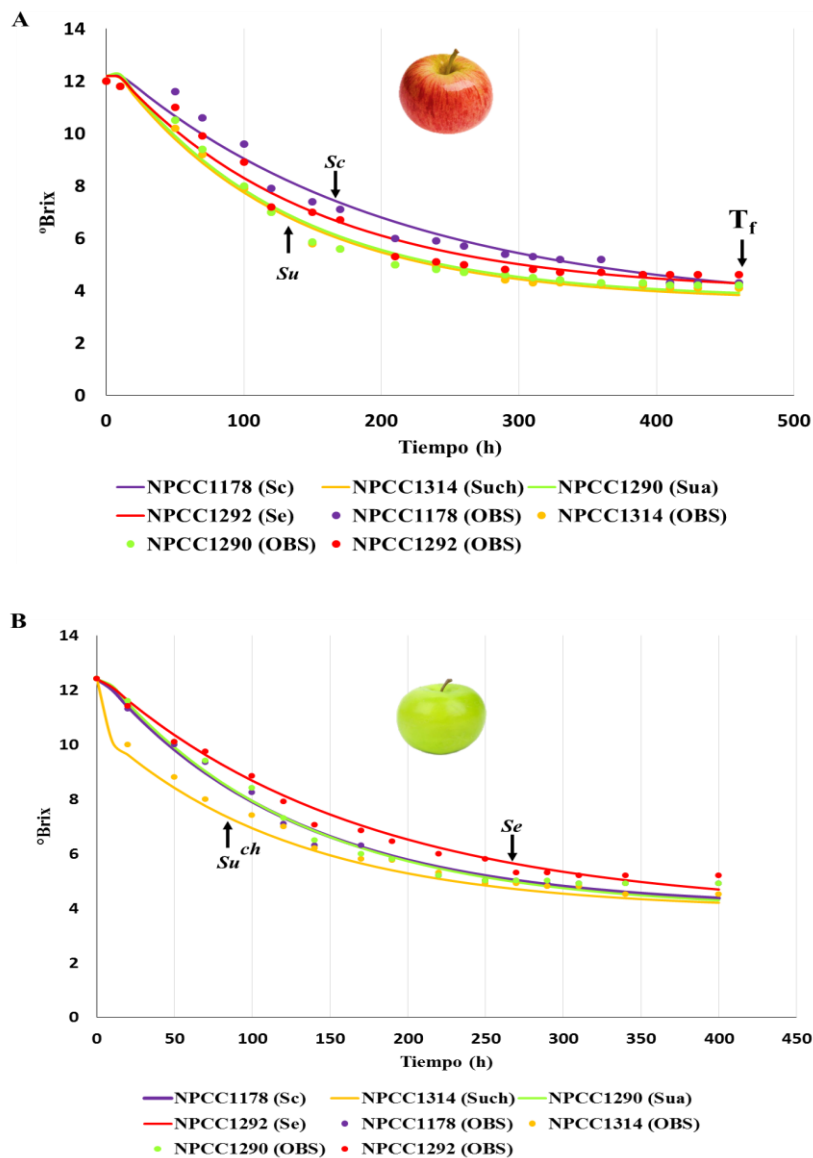 A
14
12
10
8
6
4
2
0
ºBrix
Sc
Su
Tf
0 100 200 300 400 500
Tiempo (h)
NPCC1178 (Sc) NPCC1314 (Such) NPCC1290 (Sua)
NPCC1292 (Se) NPCC1178 (OBS) NPCC1314 (OBS)
NPCC1290 (OBS) NPCC1292 (OBS)
B
14
12
10
8
6
4
2
0
°Brix
Su ch
Se
0 50 100 150 200 250 300 350 400 450
Tiempo (h)
NPCC1178 (Sc) NPCC1314 (Such) NPCC1290 (Sua)
NPCC1292 (Se) NPCC1178 (OBS) NPCC1314 (OBS)
NPCC1290 (OBS) NPCC1292 (OBS)